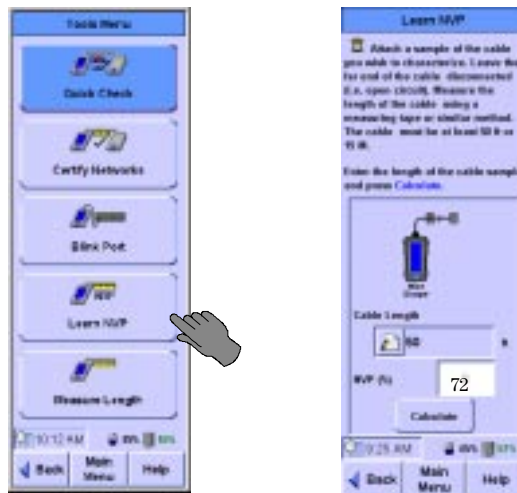 Tools Menu
Quick Check
Certify Networks
Blink Port
Learn NVP
Measure Length
10:12 AM
Back
Main Menu
Help
Learn NVP
Attach a sample of the cable
you wish to characterize. Leave the
far end of the cable disconnected
(i.e. open circuit). Measure the
length of the cable using a
measuring tape or similar method.
The cable must be at least 50 ft or
15 m.
Enter the length of the cable sample
and press Calculate.
Cable Length
50
NVP (%)
72
Calculate
10:25 AM
Back
Main Menu
Help